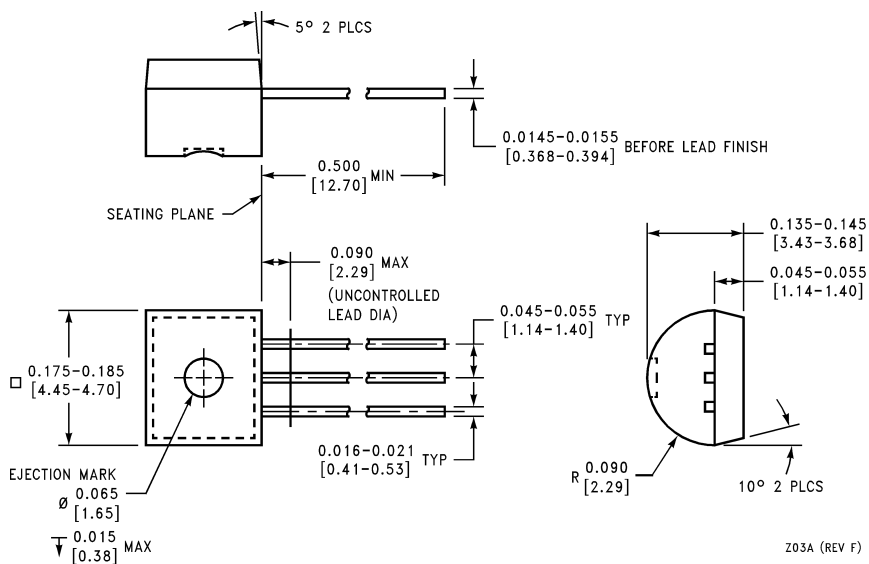 5° 2 PLCS
0.0145–0.0155
[0.368–0.394] BEFORE LEAD FINISH
0.500
[12.70] MIN
SEATING PLANE
0.090
[2.29] MAX
(UNCONTROLLED
LEAD DIA)
0.135–0.145
[3.43–3.68]
0.045–0.055
[1.14–1.40]
0.045–0.055
[1.14–1.40] TYP
0.175–0.185
[4.45–4.70]
0.016–0.021
[0.41–0.53] TYP
EJECTION MARK
Ø 0.065
[1.65]
0.015
[0.38] MAX
R 0.090
[2.29]
10° 2 PLCS
Z03A (REV F)